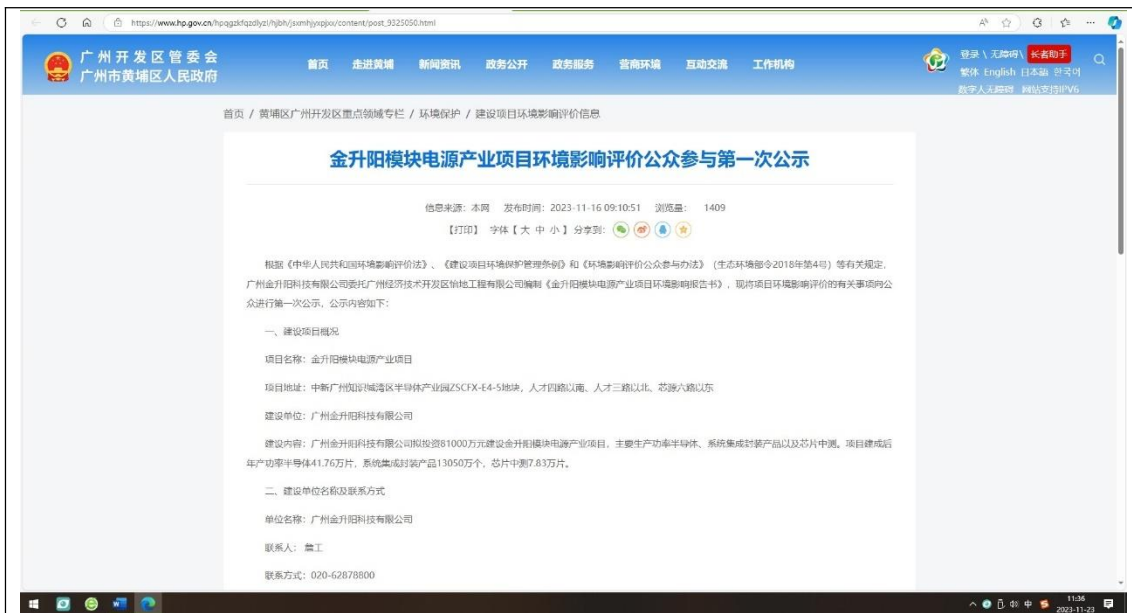 https://www.hp.gov.cn/hpqgzkfqzdlyzl/hjbh/jsxmhjyxpjxx/content/post_9325050.html
广州开发区管委会
广州市黄埔区人民政府
首页 走进黄埔 新闻资讯 政务公开 政务服务 营商环境 互动交流 工作机构
登录 \ 无障碍 \ 长者助手
繁体 English 日本語 한국어
数字人无障碍 网站支持IPV6
首页 / 黄埔区广州开发区重点领域专栏 / 环境保护 / 建设项目环境影响评价信息
金升阳模块电源产业项目环境影响评价公众参与第一次公示
信息来源：本网 发布时间：2023-11-16 09:10:51 浏览量： 1409
【打印】 字体【 大 中 小 】 分享到：
根据《中华人民共和国环境影响评价法》、《建设项目环境保护管理条例》和《环境影响评价公众参与办法》（生态环境部令2018年第4号）等有关规定，
广州金升阳科技有限公司委托广州经济技术开发区怡地工程有限公司编制《金升阳模块电源产业项目环境影响报告书》，现将项目环境影响评价的有关事项向公
众进行第一次公示，公示内容如下：
一、建设项目概况
项目名称：金升阳模块电源产业项目
项目地址：中新广州知识城湾区半导体产业园ZSCFX-E4-5地块，人才四路以南、人才三路以北、芯源六路以东
建设单位：广州金升阳科技有限公司
建设内容：广州金升阳科技有限公司拟投资81000万元建设金升阳模块电源产业项目，主要生产功率半导体、系统集成封装产品以及芯片中测。项目建成后
年产功率半导体41.76万片，系统集成封装产品13050万个，芯片中测7.83万片。
二、建设单位名称及联系方式
单位名称：广州金升阳科技有限公司
联系人： 詹工
联系方式：020-62878800
11:36
2023-11-23